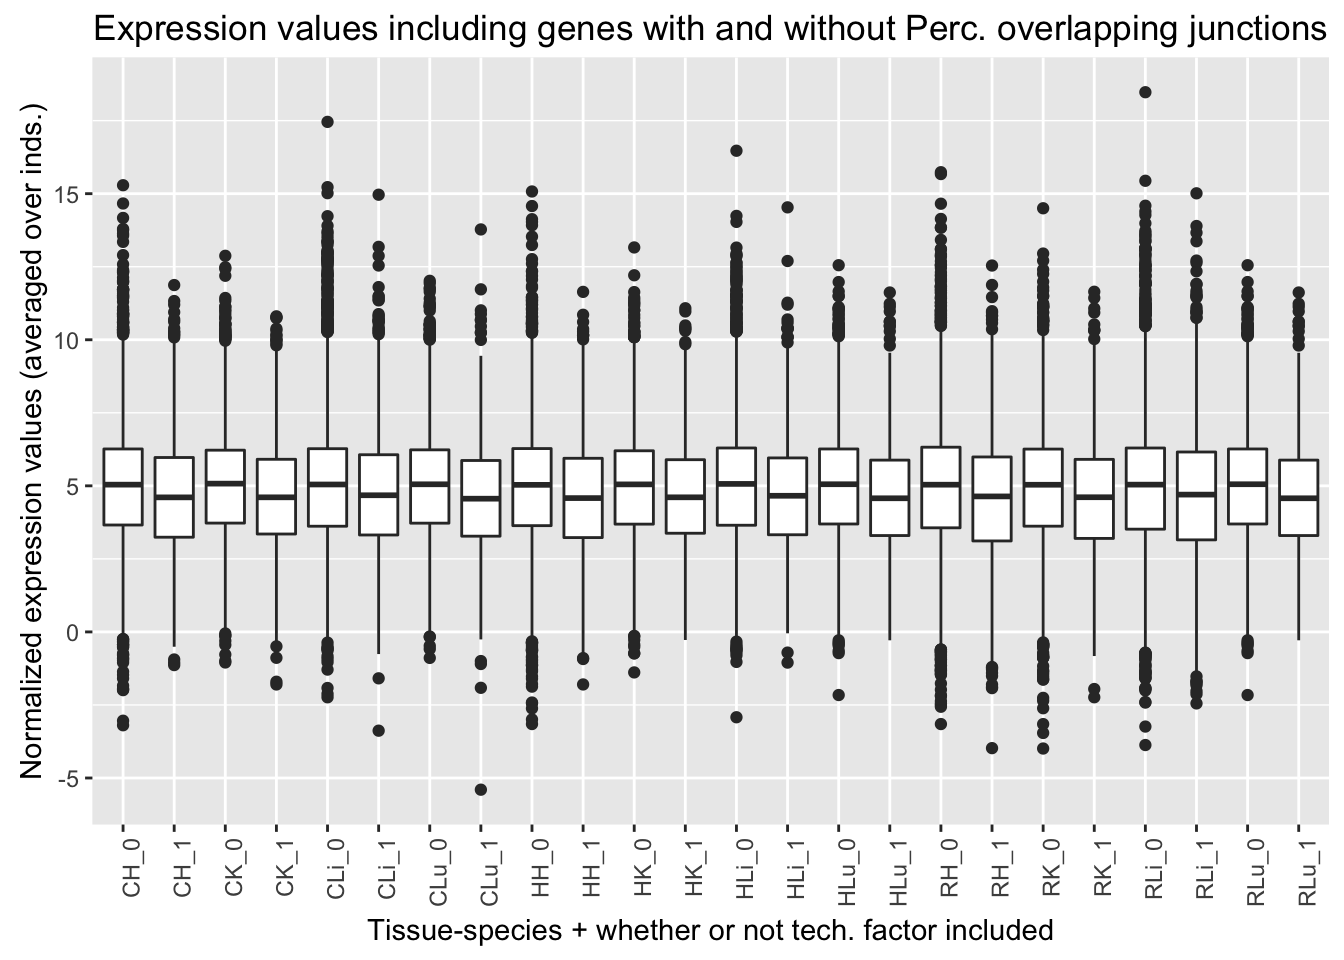 Expression values including genes with and without Perc. overlapping junctions
Normalized expression values (averaged over inds.)
15
10
5
0
-5
CH_0
CH_1
CK_0
CK_1
CLi_0
CLi_1
CLu_0
CLu_1
HH_0
HH_1
HK_0
HK_1
HLi_0
HLi_1
HLu_0
HLu_1
RH_0
RH_1
RK_0
RK_1
RLi_0
RLi_1
RLu_0
RLu_1
Tissue-species + whether or not tech. factor included